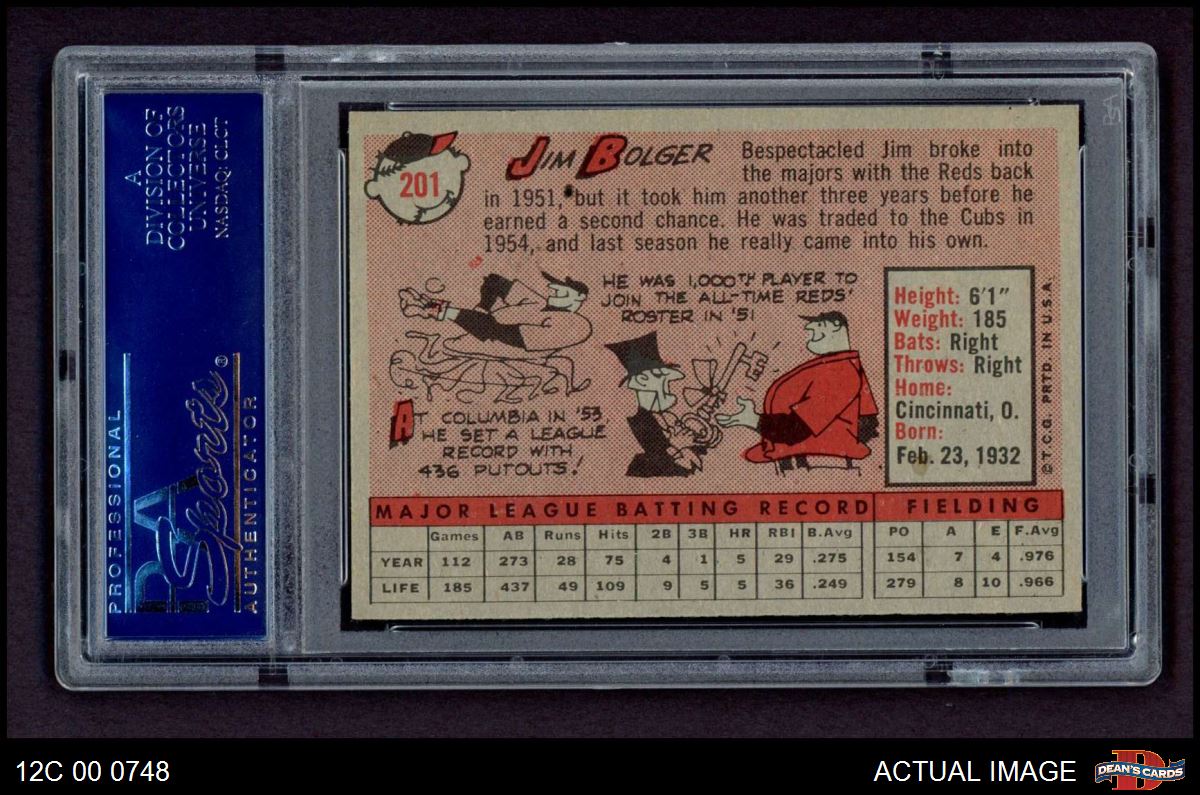 A
DIVISION OF
COLLECTORS
UNIVERSE
NASDAQ: CLCT
PROFESSIONAL
PSA
Sports®
AUTHENTICATOR
201
JIM BOLGER
Bespectacled Jim broke into
the majors with the Reds back
in 1951, but it took him another three years before he
earned a second chance. He was traded to the Cubs in
1954, and last season he really came into his own.
HE WAS 1,000TH PLAYER TO
JOIN THE ALL-TIME REDS'
ROSTER IN '51
AT COLUMBIA IN '53
HE SET A LEAGUE
RECORD WITH
436 PUTOUTS!
Height: 6'1"
Weight: 185
Bats: Right
Throws: Right
Home:
Cincinnati, O.
Born:
Feb. 23, 1932
©T.C.G. PRTD. IN U.S.A.
MAJOR LEAGUE BATTING RECORD FIELDING
Games AB Runs Hits 2B 3B HR RBI B.Avg PO A E F.Avg
YEAR 112 273 28 75 4 1 5 29 .275 154 7 4 .976
LIFE 185 437 49 109 9 5 5 36 .249 279 8 10 .966
12C 00 0748
ACTUAL IMAGE
D
DEAN'S CARDS